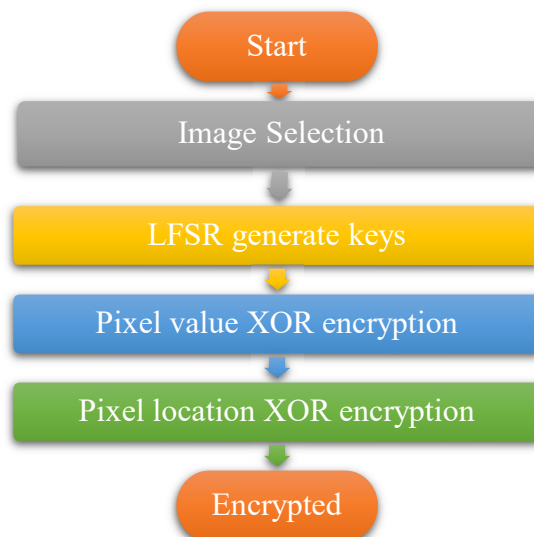 Start
Image Selection
LFSR generate keys
Pixel value XOR encryption
Pixel location XOR encryption
Encrypted